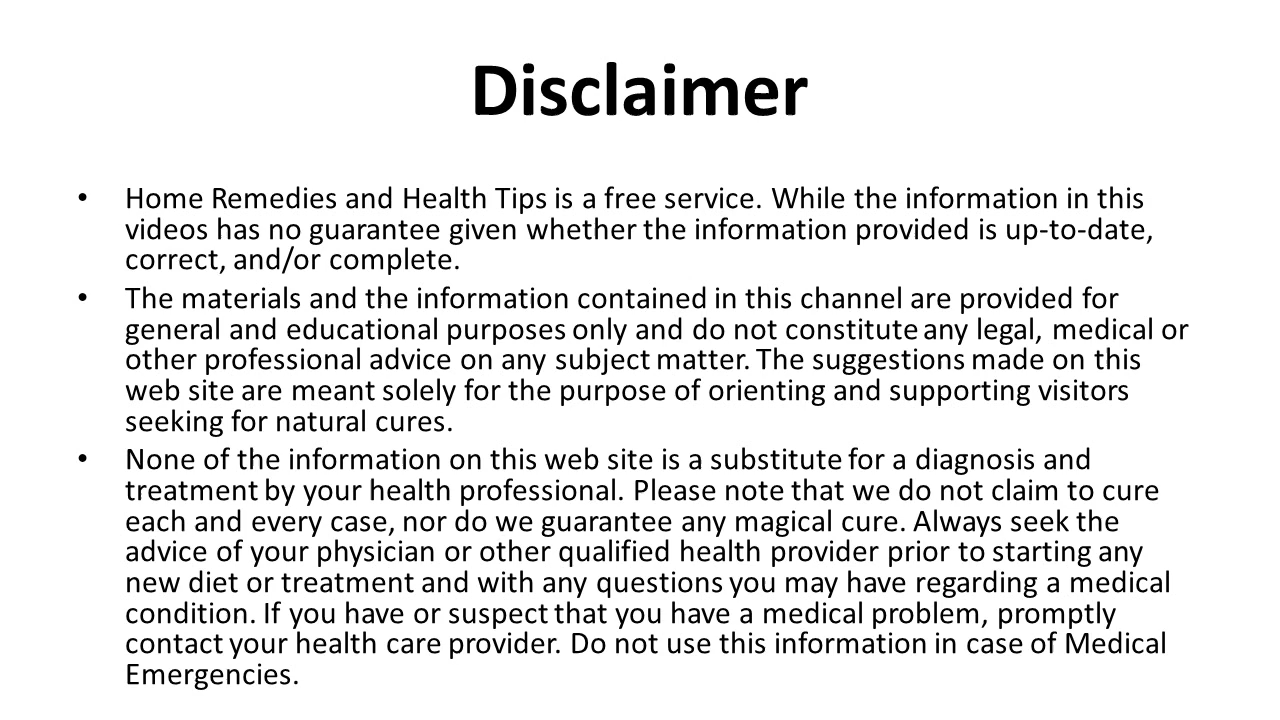 Disclaimer
• Home Remedies and Health Tips is a free service. While the information in this
videos has no guarantee given whether the information provided is up-to-date,
correct, and/or complete.
• The materials and the information contained in this channel are provided for
general and educational purposes only and do not constitute any legal, medical or
other professional advice on any subject matter. The suggestions made on this
web site are meant solely for the purpose of orienting and supporting visitors
seeking for natural cures.
• None of the information on this web site is a substitute for a diagnosis and
treatment by your health professional. Please note that we do not claim to cure
each and every case, nor do we guarantee any magical cure. Always seek the
advice of your physician or other qualified health provider prior to starting any
new diet or treatment and with any questions you may have regarding a medical
condition. If you have or suspect that you have a medical problem, promptly
contact your health care provider. Do not use this information in case of Medical
Emergencies.